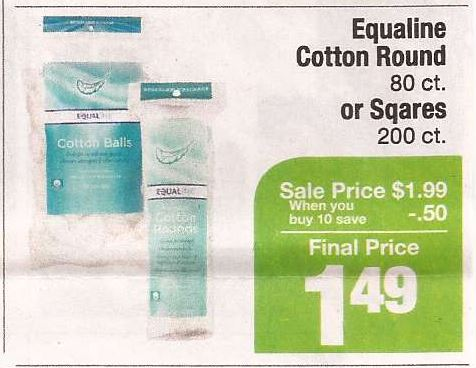 Equaline
Cotton Round
80 ct.
or Sqares
200 ct.
EQUALINE
Cotton Balls
EQUALINE
Cotton
Rounds
Sale Price $1.99
When you
buy 10 save -.50
Final Price
1 49